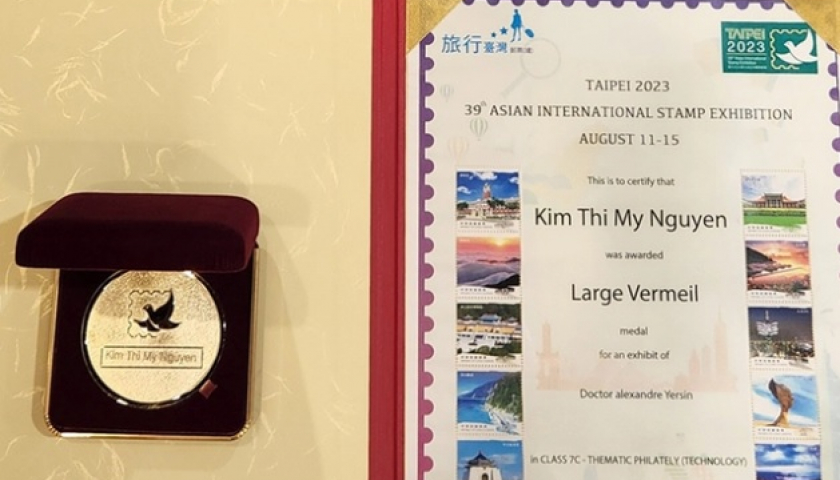 Kim Thi My Nguyen
旅行臺灣
TAIPEI
2023
TAIPEI 2023
39th ASIAN INTERNATIONAL STAMP EXHIBITION
AUGUST 11-15
This is to certify that
Kim Thi My Nguyen
was awarded
Large Vermeil
medal
for an exhibit of
Doctor alexandre Yersin
in CLASS 7C - THEMATIC PHILATELY (TECHNOLOGY)